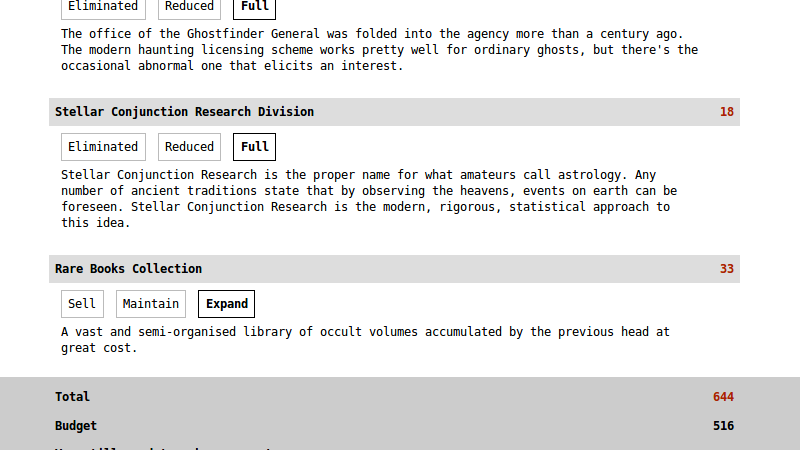 Eliminated Reduced Full
The office of the Ghostfinder General was folded into the agency more than a century ago.
The modern haunting licensing scheme works pretty well for ordinary ghosts, but there's the
occasional abnormal one that elicits an interest.
Stellar Conjunction Research Division 18
Eliminated Reduced Full
Stellar Conjunction Research is the proper name for what amateurs call astrology. Any
number of ancient traditions state that by observing the heavens, events on earth can be
foreseen. Stellar Conjunction Research is the modern, rigorous, statistical approach to
this idea.
Rare Books Collection 33
Sell Maintain Expand
A vast and semi-organised library of occult volumes accumulated by the previous head at
great cost.
Total 644
Budget 516